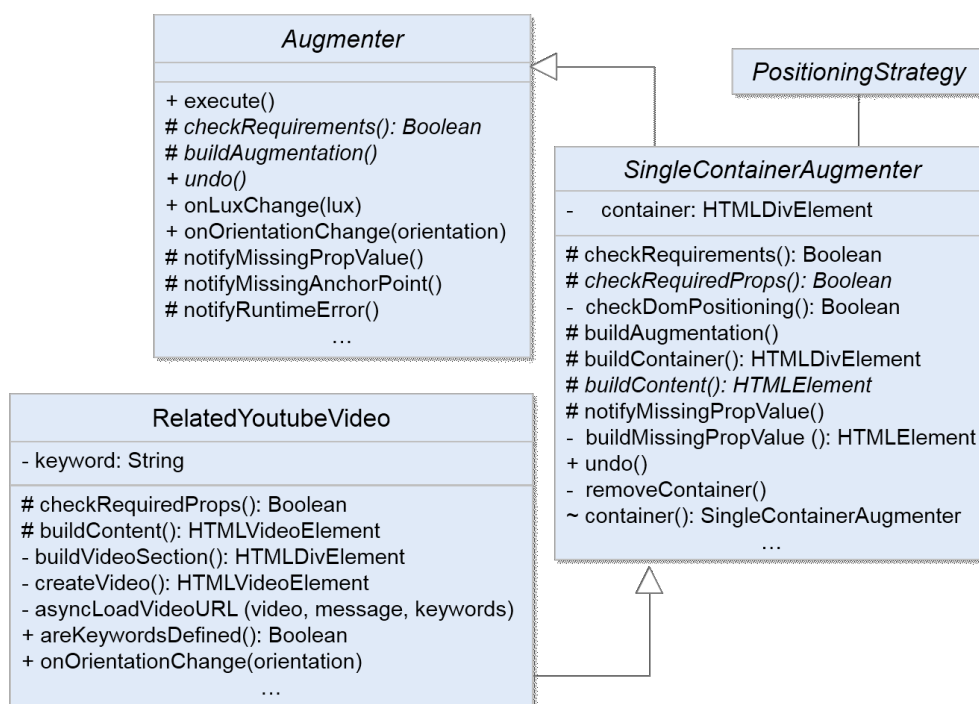 Augmenter
+ execute()
# checkRequirements(): Boolean
# buildAugmentation()
+ undo()
+ onLuxChange(lux)
+ onOrientationChange(orientation)
# notifyMissingPropValue()
# notifyMissingAnchorPoint()
# notifyRuntimeError()
...
PositioningStrategy
SingleContainerAugmenter
- container: HTMLDivElement
# checkRequirements(): Boolean
# checkRequiredProps(): Boolean
- checkDomPositioning(): Boolean
# buildAugmentation()
# buildContainer(): HTMLDivElement
# buildContent(): HTMLElement
# notifyMissingPropValue()
- buildMissingPropValue (): HTMLElement
+ undo()
- removeContainer()
~ container(): SingleContainerAugmenter
...
RelatedYoutubeVideo
- keyword: String
# checkRequiredProps(): Boolean
# buildContent(): HTMLVideoElement
- buildVideoSection(): HTMLDivElement
- createVideo(): HTMLVideoElement
- asyncLoadVideoURL (video, message, keywords)
+ areKeywordsDefined(): Boolean
+ onOrientationChange(orientation)
...